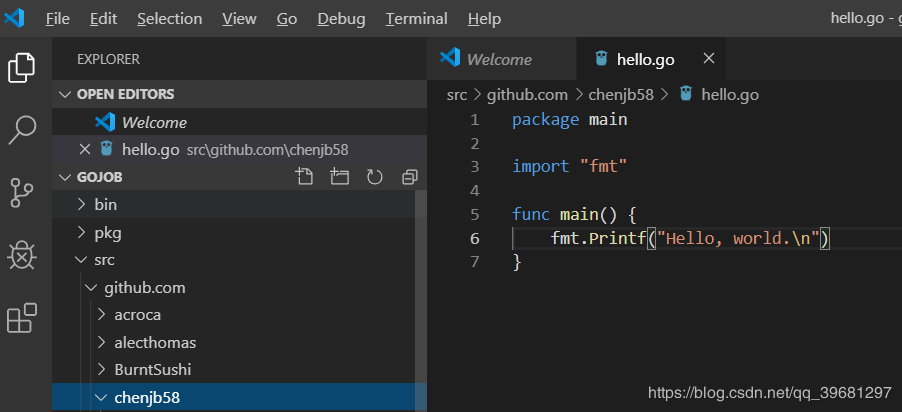 File Edit Selection View Go Debug Terminal Help hello.go - g
EXPLORER
OPEN EDITORS
Welcome
hello.go src\github.com\chenjb58
GOJOB
bin
pkg
src
github.com
acroca
alecthomas
BurntSushi
chenjb58
Welcome hello.go
src > github.com > chenjb58 > hello.go
1 package main
2
3 import "fmt"
4
5 func main() {
6 fmt.Printf("Hello, world.\n")
7 }
https://blog.csdn.net/qq_39681297